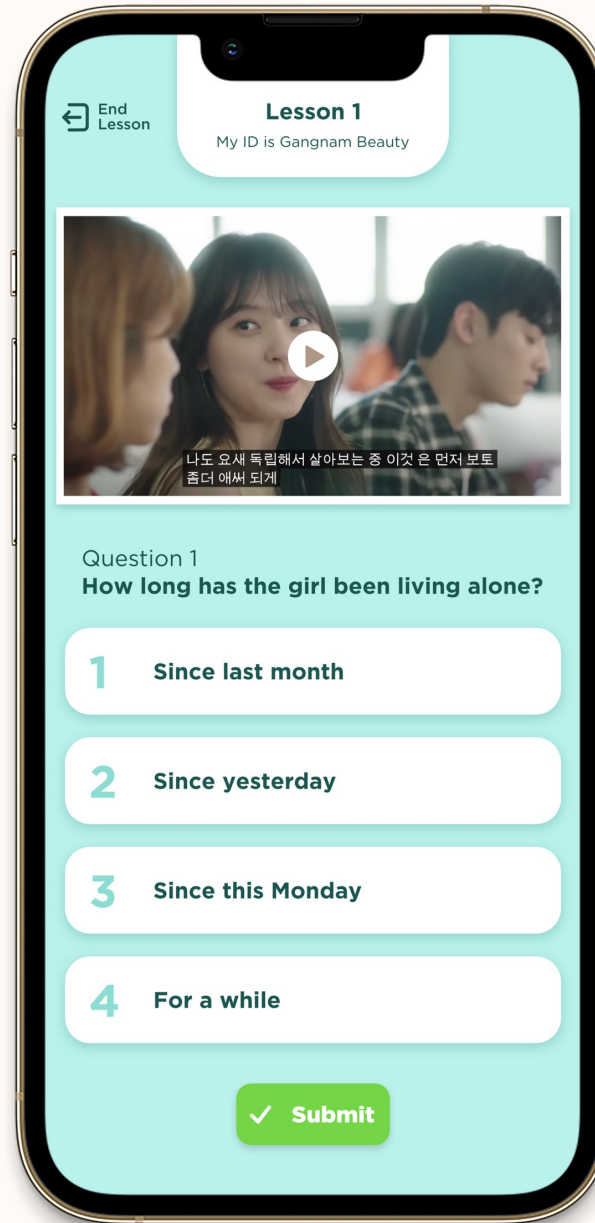 End
Lesson
Lesson 1
My ID is Gangnam Beauty
나도 요새 독립해서 살아보는 중 이것 은 먼저 보토
좀더 애써 되게
Question 1
How long has the girl been living alone?
1 Since last month
2 Since yesterday
3 Since this Monday
4 For a while
Submit